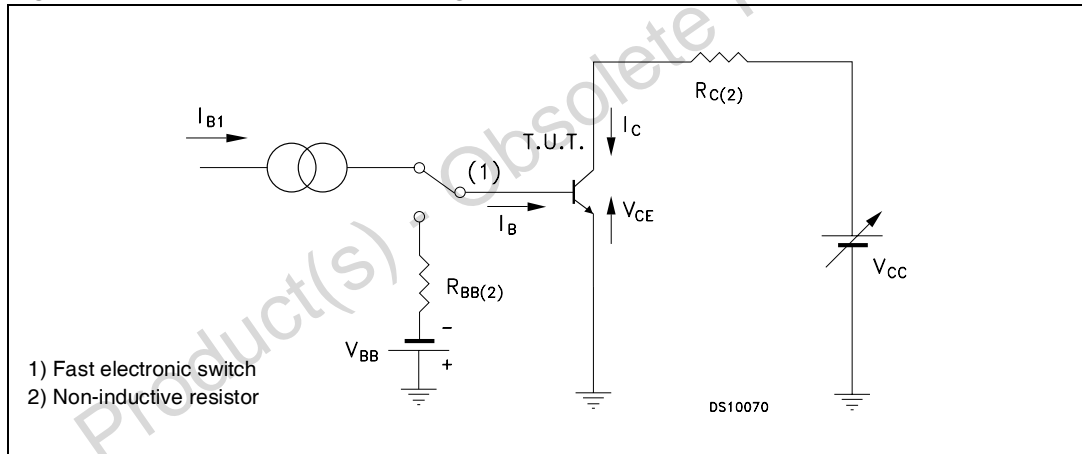 I_B1
T.U.T.
(1)
I_B
I_C
V_CE
R_C(2)
V_CC
R_BB(2)
V_BB
-
+
1) Fast electronic switch
2) Non-inductive resistor
DS10070
Product(s) - Obsolete